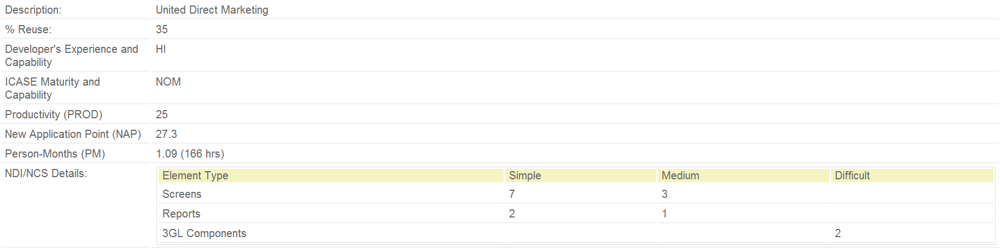 Description: United Direct Marketing
% Reuse: 35
Developer's Experience and Capability HI
ICASE Maturity and Capability NOM
Productivity (PROD) 25
New Application Point (NAP) 27.3
Person-Months (PM) 1.09 (166 hrs)
NDI/NCS Details:
Element Type Simple Medium Difficult
Screens 7 3
Reports 2 1
3GL Components 2